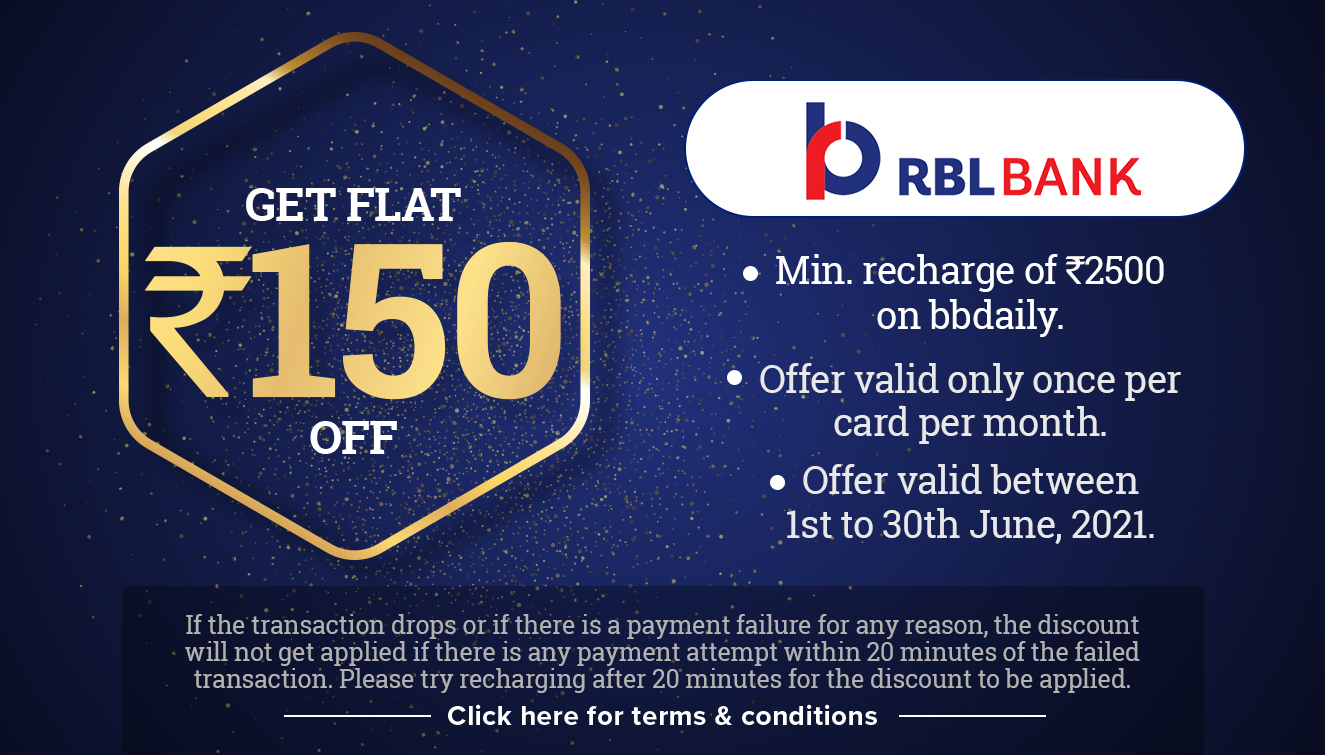 GET FLAT
₹150
OFF
RBL BANK
• Min. recharge of ₹2500
on bbdaily.
• Offer valid only once per
card per month.
• Offer valid between
1st to 30th June, 2021.
If the transaction drops or if there is a payment failure for any reason, the discount
will not get applied if there is any payment attempt within 20 minutes of the failed
transaction. Please try recharging after 20 minutes for the discount to be applied.
Click here for terms & conditions